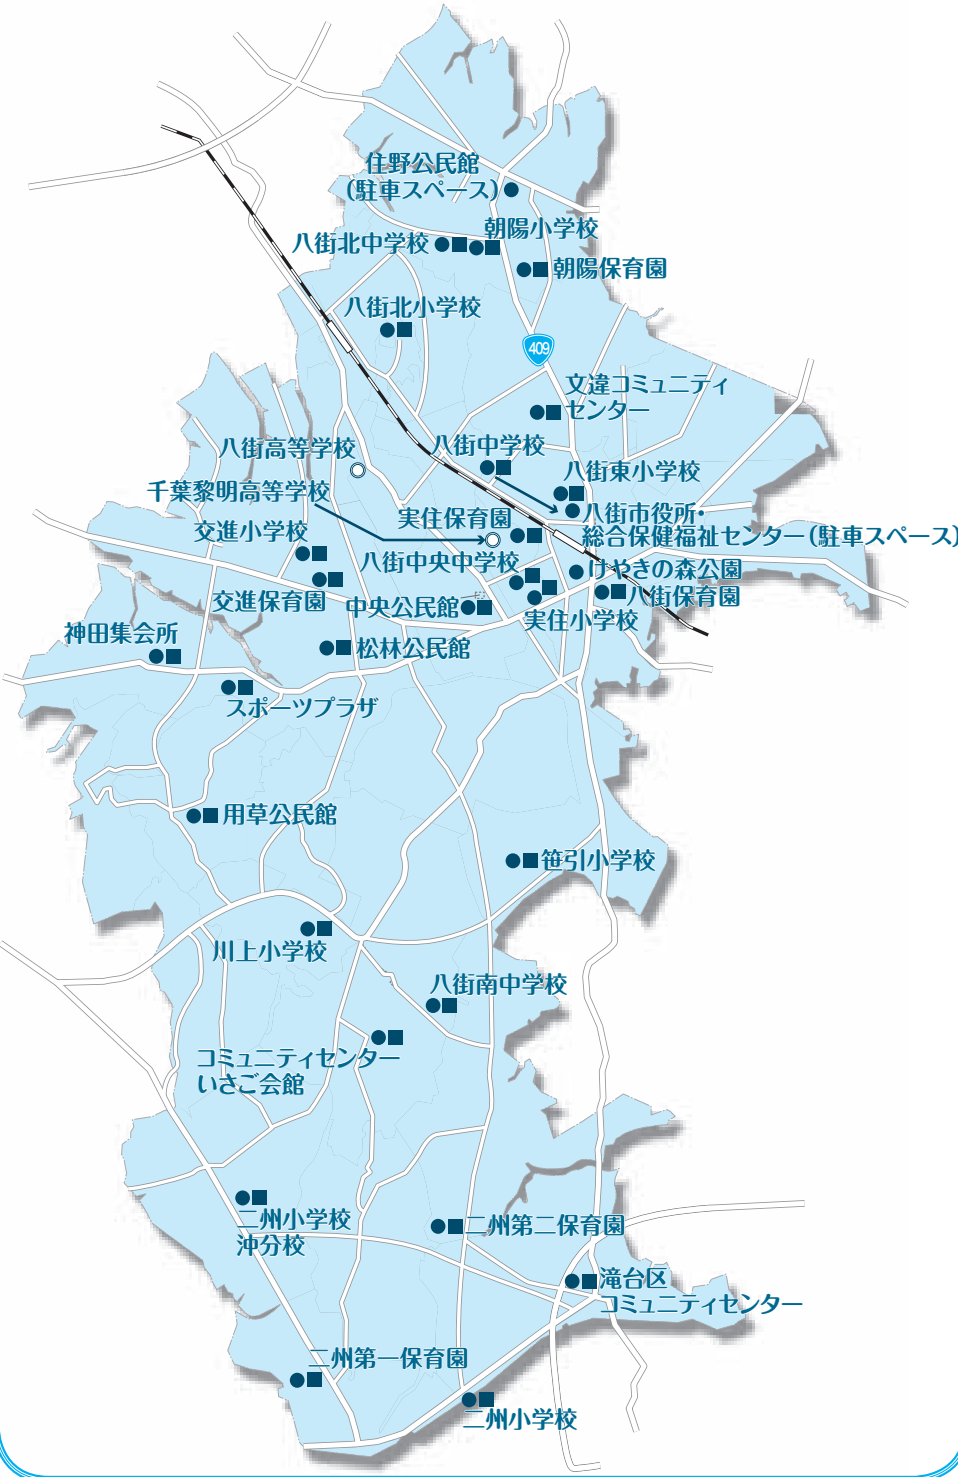 住野公民館
（駐車スペース）
朝陽小学校
八街北中学校
朝陽保育園
八街北小学校
409
文違コミュニティ
センター
八街中学校
八街高等学校
八街東小学校
千葉黎明高等学校
八街市役所・
実住保育園
総合保健福祉センター（駐車スペース）
交進小学校
八街中央中学校
けやきの森公園
八街保育園
交進保育園
中央公民館
実住小学校
神田集会所
松林公民館
スポーツプラザ
用草公民館
笹引小学校
川上小学校
八街南中学校
コミュニティセンター
いさご会館
二州小学校
沖分校
二州第二保育園
滝台区
コミュニティセンター
二州第一保育園
二州小学校